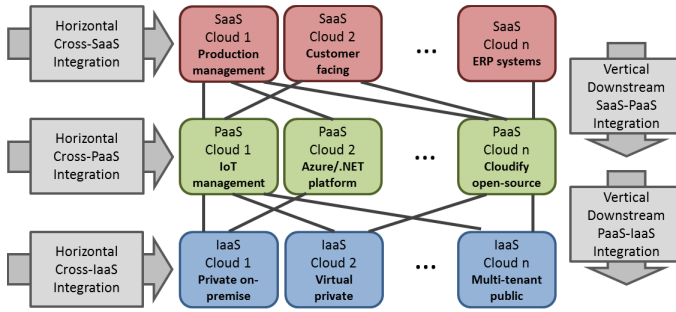 Horizontal
Cross-SaaS
Integration
SaaS
Cloud 1
Production
management
SaaS
Cloud 2
Customer
facing
...
SaaS
Cloud n
ERP systems
Vertical
Downstream
SaaS-PaaS
Integration
Horizontal
Cross-PaaS
Integration
PaaS
Cloud 1
IoT
management
PaaS
Cloud 2
Azure/.NET
platform
...
PaaS
Cloud n
Cloudify
open-source
Vertical
Downstream
PaaS-IaaS
Integration
Horizontal
Cross-IaaS
Integration
IaaS
Cloud 1
Private on-
premise
IaaS
Cloud 2
Virtual
private
...
IaaS
Cloud n
Multi-tenant
public